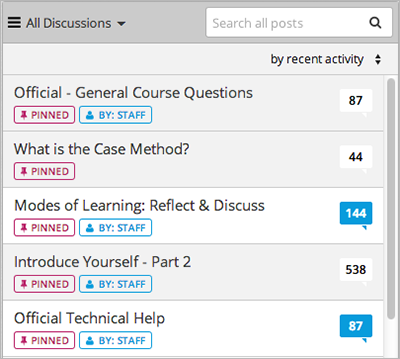 All Discussions
Search all posts
by recent activity
Official - General Course Questions
87
PINNED
BY: STAFF
What is the Case Method?
44
PINNED
Modes of Learning: Reflect & Discuss
144
PINNED
BY: STAFF
Introduce Yourself - Part 2
538
PINNED
BY: STAFF
Official Technical Help
87
PINNED
BY: STAFF